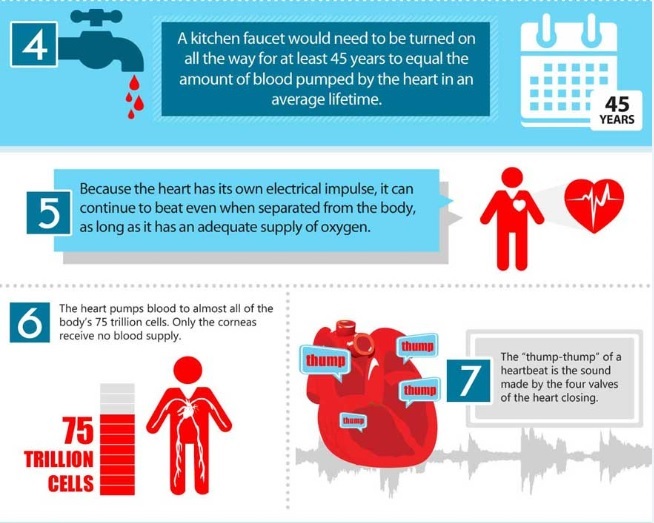 4
A kitchen faucet would need to be turned on
all the way for at least 45 years to equal the
amount of blood pumped by the heart in an
average lifetime.
45
YEARS
5
Because the heart has its own electrical impulse, it can
continue to beat even when separated from the body,
as long as it has an adequate supply of oxygen.
6
The heart pumps blood to almost all of the
body's 75 trillion cells. Only the corneas
receive no blood supply.
75
TRILLION
CELLS
thump
thump
thump
thump
7
The "thump-thump" of a
heartbeat is the sound
made by the four valves
of the heart closing.